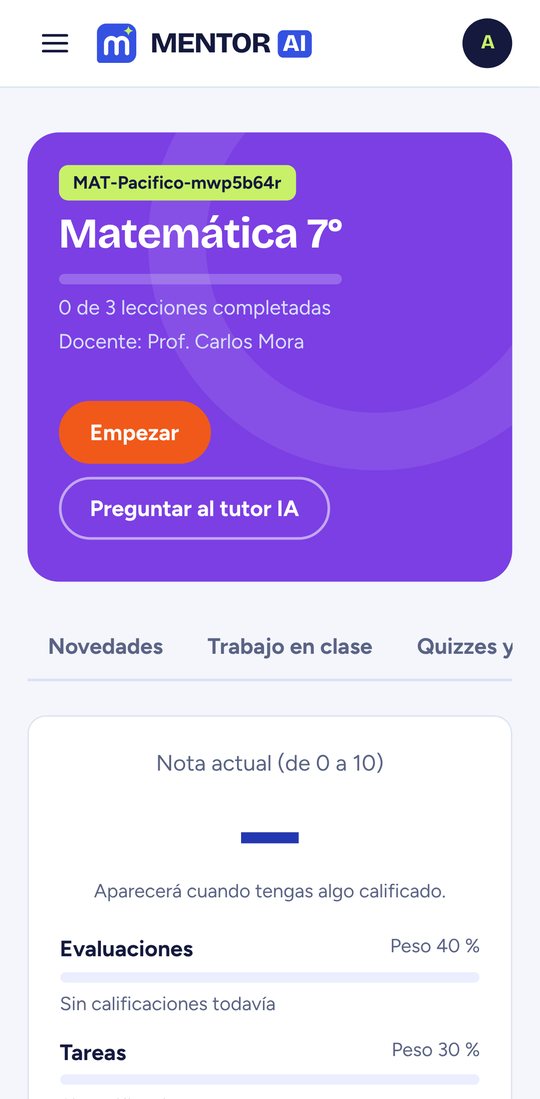 m MENTOR AI
A
MAT-Pacifico-mwp5b64r
Matemática 7°
0 de 3 lecciones completadas
Docente: Prof. Carlos Mora
Empezar
Preguntar al tutor IA
Novedades Trabajo en clase Quizzes y
Nota actual (de 0 a 10)
—
Aparecerá cuando tengas algo calificado.
Evaluaciones Peso 40 %
Sin calificaciones todavía
Tareas Peso 30 %